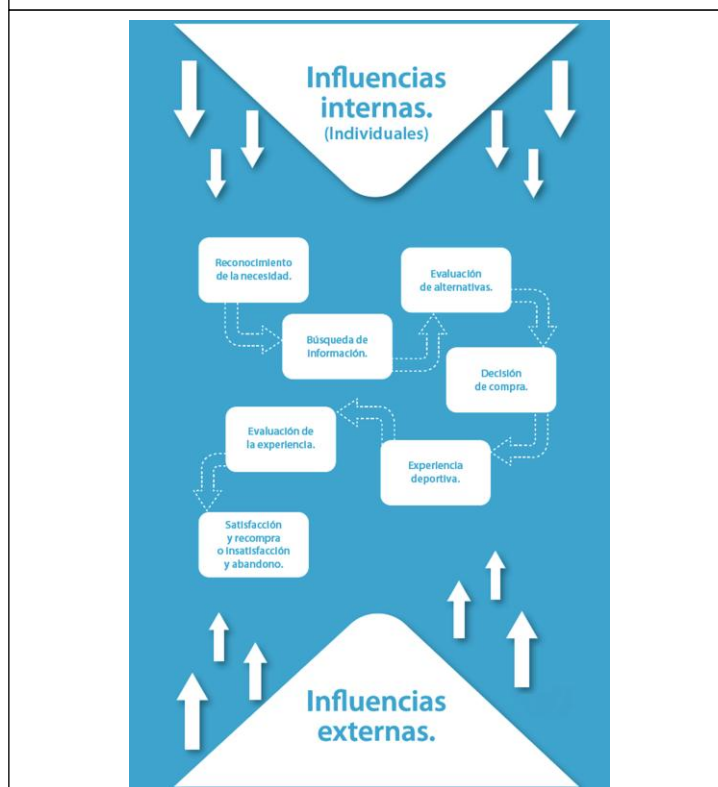 Influencias
internas.
(Individuales)
Reconocimiento
de la necesidad.
Búsqueda de
información.
Evaluación
de alternativas.
Decisión
de compra.
Experiencia
deportiva.
Evaluación de
la experiencia.
Satisfacción
y recompra
o insatisfacción
y abandono.
Influencias
externas.